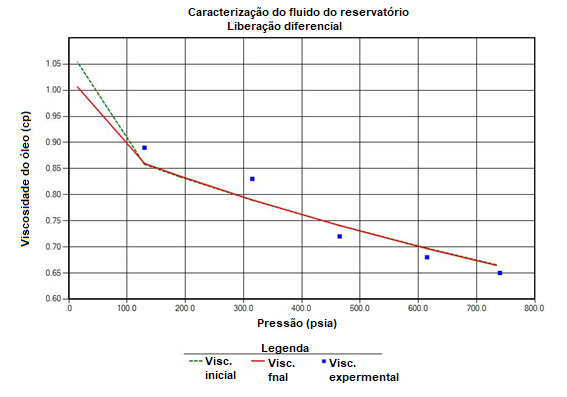 Caracterização do fluido do reservatório
Liberação diferencial
Viscosidade do óleo (cp)
1.05
1.00
0.95
0.90
0.85
0.80
0.75
0.70
0.65
0.60
.0 100.0 200.0 300.0 400.0 500.0 600.0 700.0 800.0
Pressão (psia)
Legenda
Visc. inicial
Visc. fnal
Visc. expermental